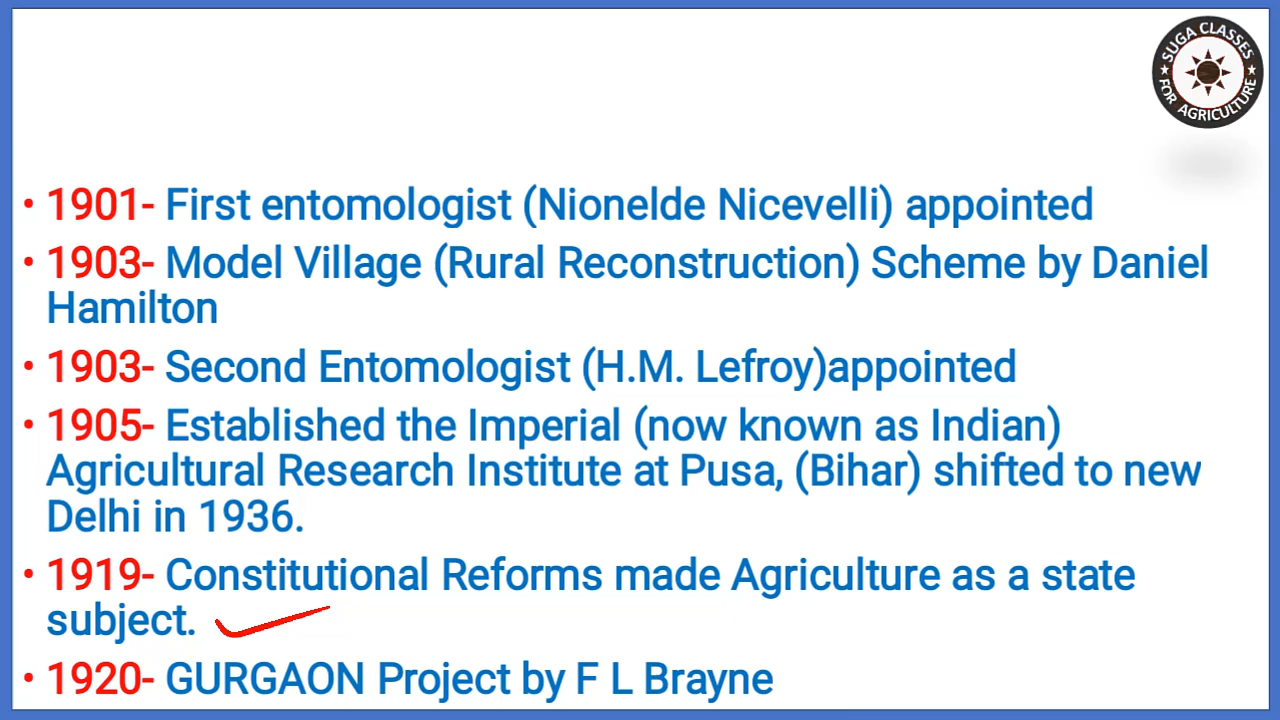 SUGA CLASSES
FOR AGRICULTURE
• 1901- First entomologist (Nionelde Nicevelli) appointed
• 1903- Model Village (Rural Reconstruction) Scheme by Daniel
Hamilton
• 1903- Second Entomologist (H.M. Lefroy)appointed
• 1905- Established the Imperial (now known as Indian)
Agricultural Research Institute at Pusa, (Bihar) shifted to new
Delhi in 1936.
• 1919- Constitutional Reforms made Agriculture as a state
subject.
• 1920- GURGAON Project by F L Brayne